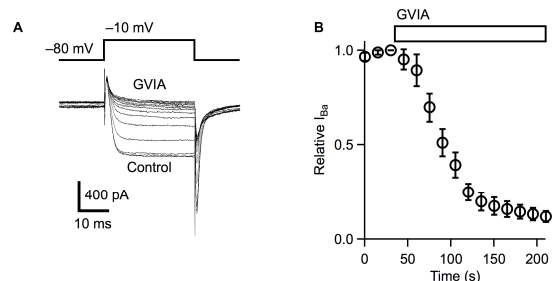 A
–10 mV
–80 mV
GVIA
Control
400 pA
10 ms
B
GVIA
Relative I_Ba
1.0
0.5
0.0
0
50
100
150
200
Time (s)